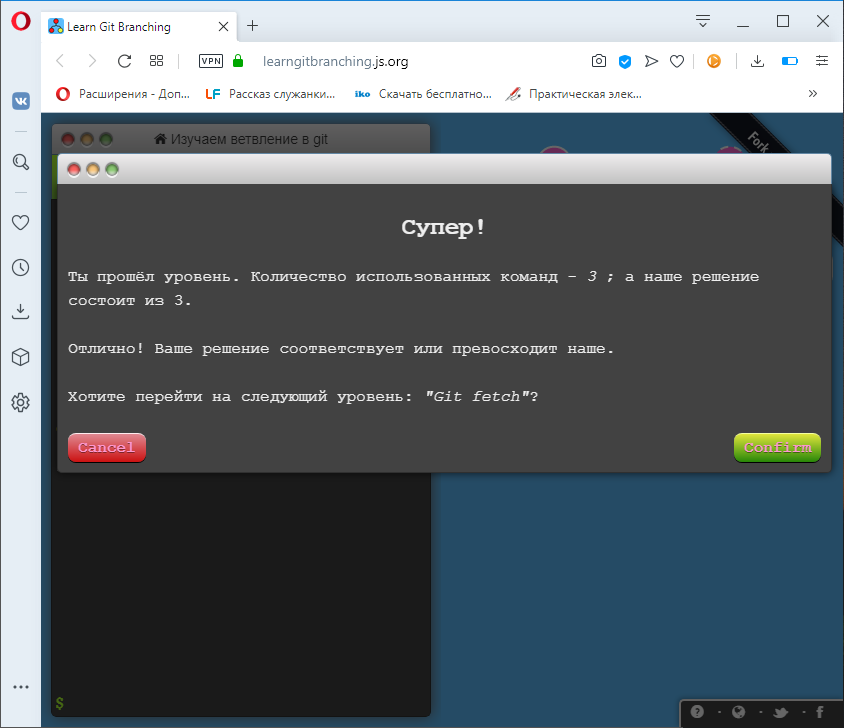 Learn Git Branching
VPN
learngitbranching.js.org
Расширения - Доп...
LF Рассказ служанки...
iko Скачать бесплатно...
Практическая элек...
Изучаем ветвление в git
Fork
Супер!
Ты прошёл уровень. Количество использованных команд - 3 ; а наше решение
состоит из 3.
Отлично! Ваше решение соответствует или превосходит наше.
Хотите перейти на следующий уровень: "Git fetch"?
Cancel
Confirm
$